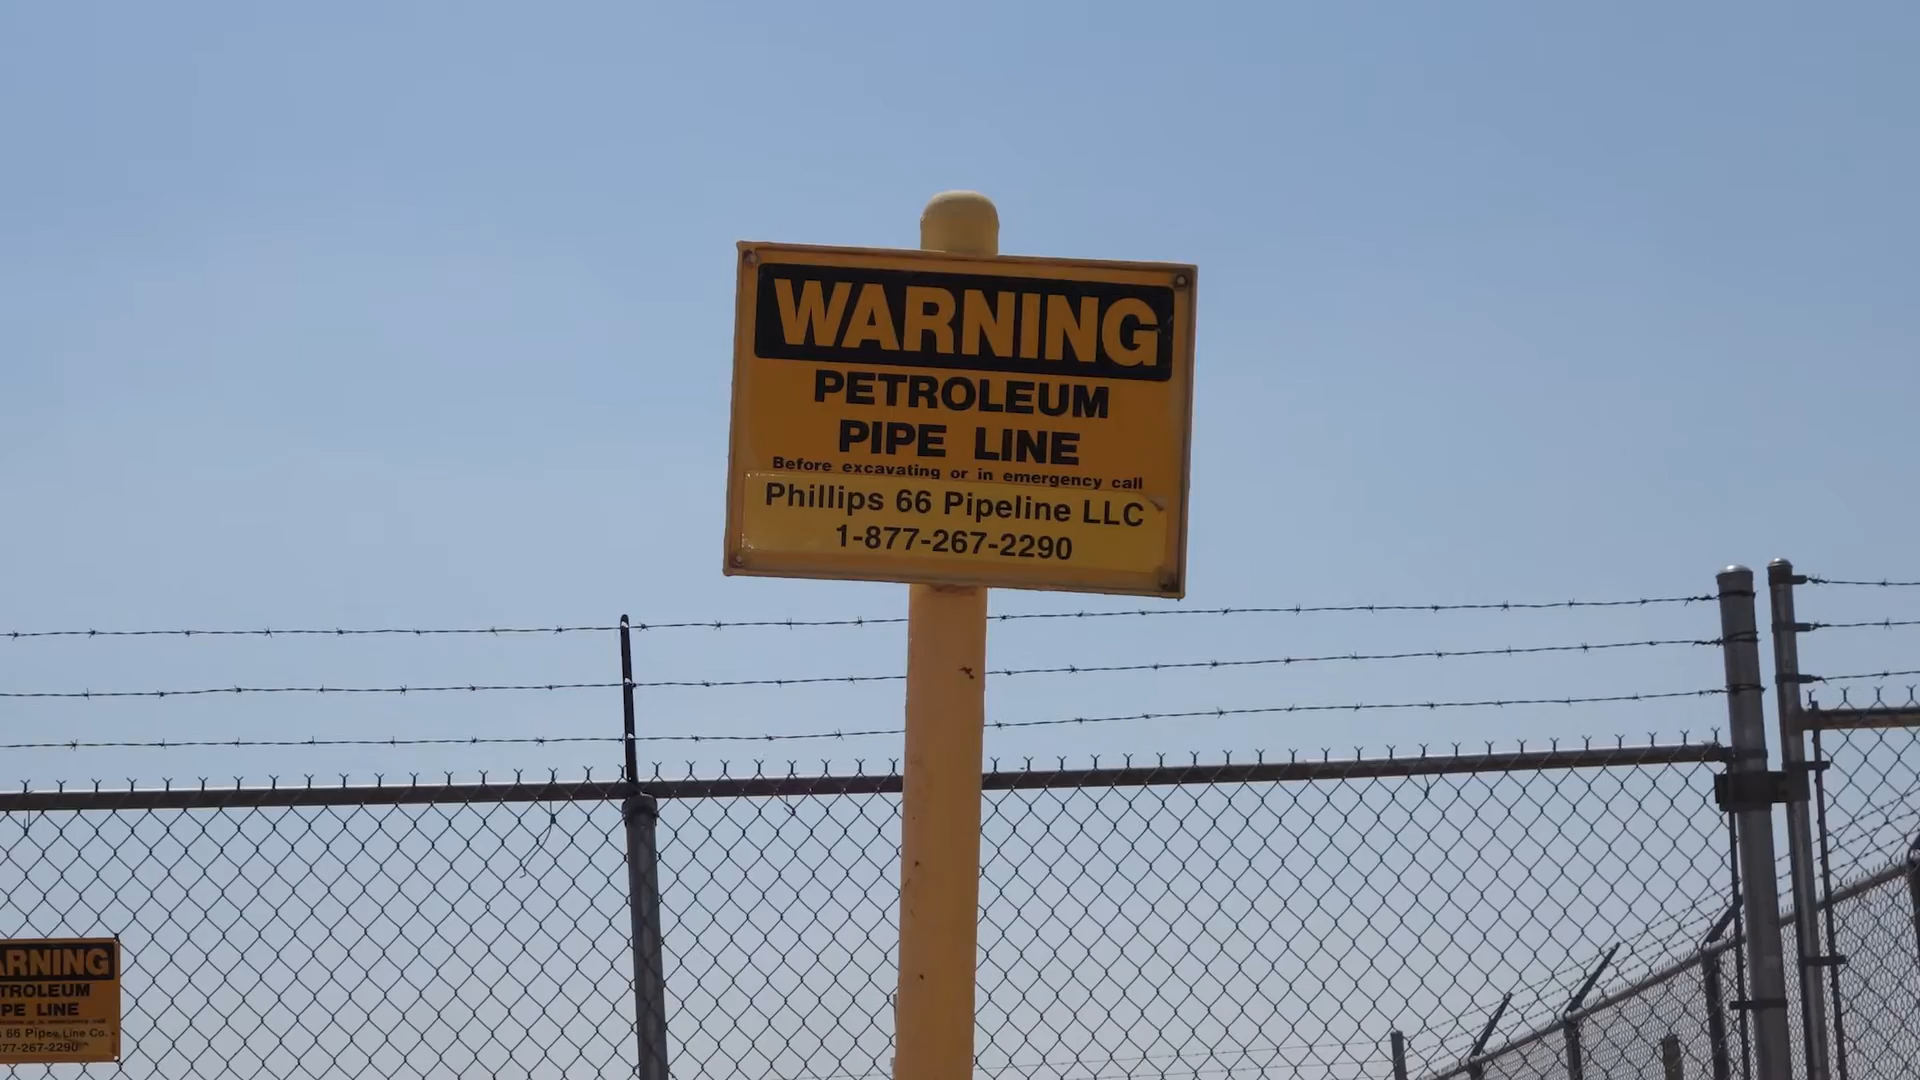 WARNING
PETROLEUM
PIPE LINE
Before excavating or in emergency call
Phillips 66 Pipeline LLC
1-877-267-2290
ARNING
TROLEUM
PE LINE
66 Pipe Line Co.
77-267-2290